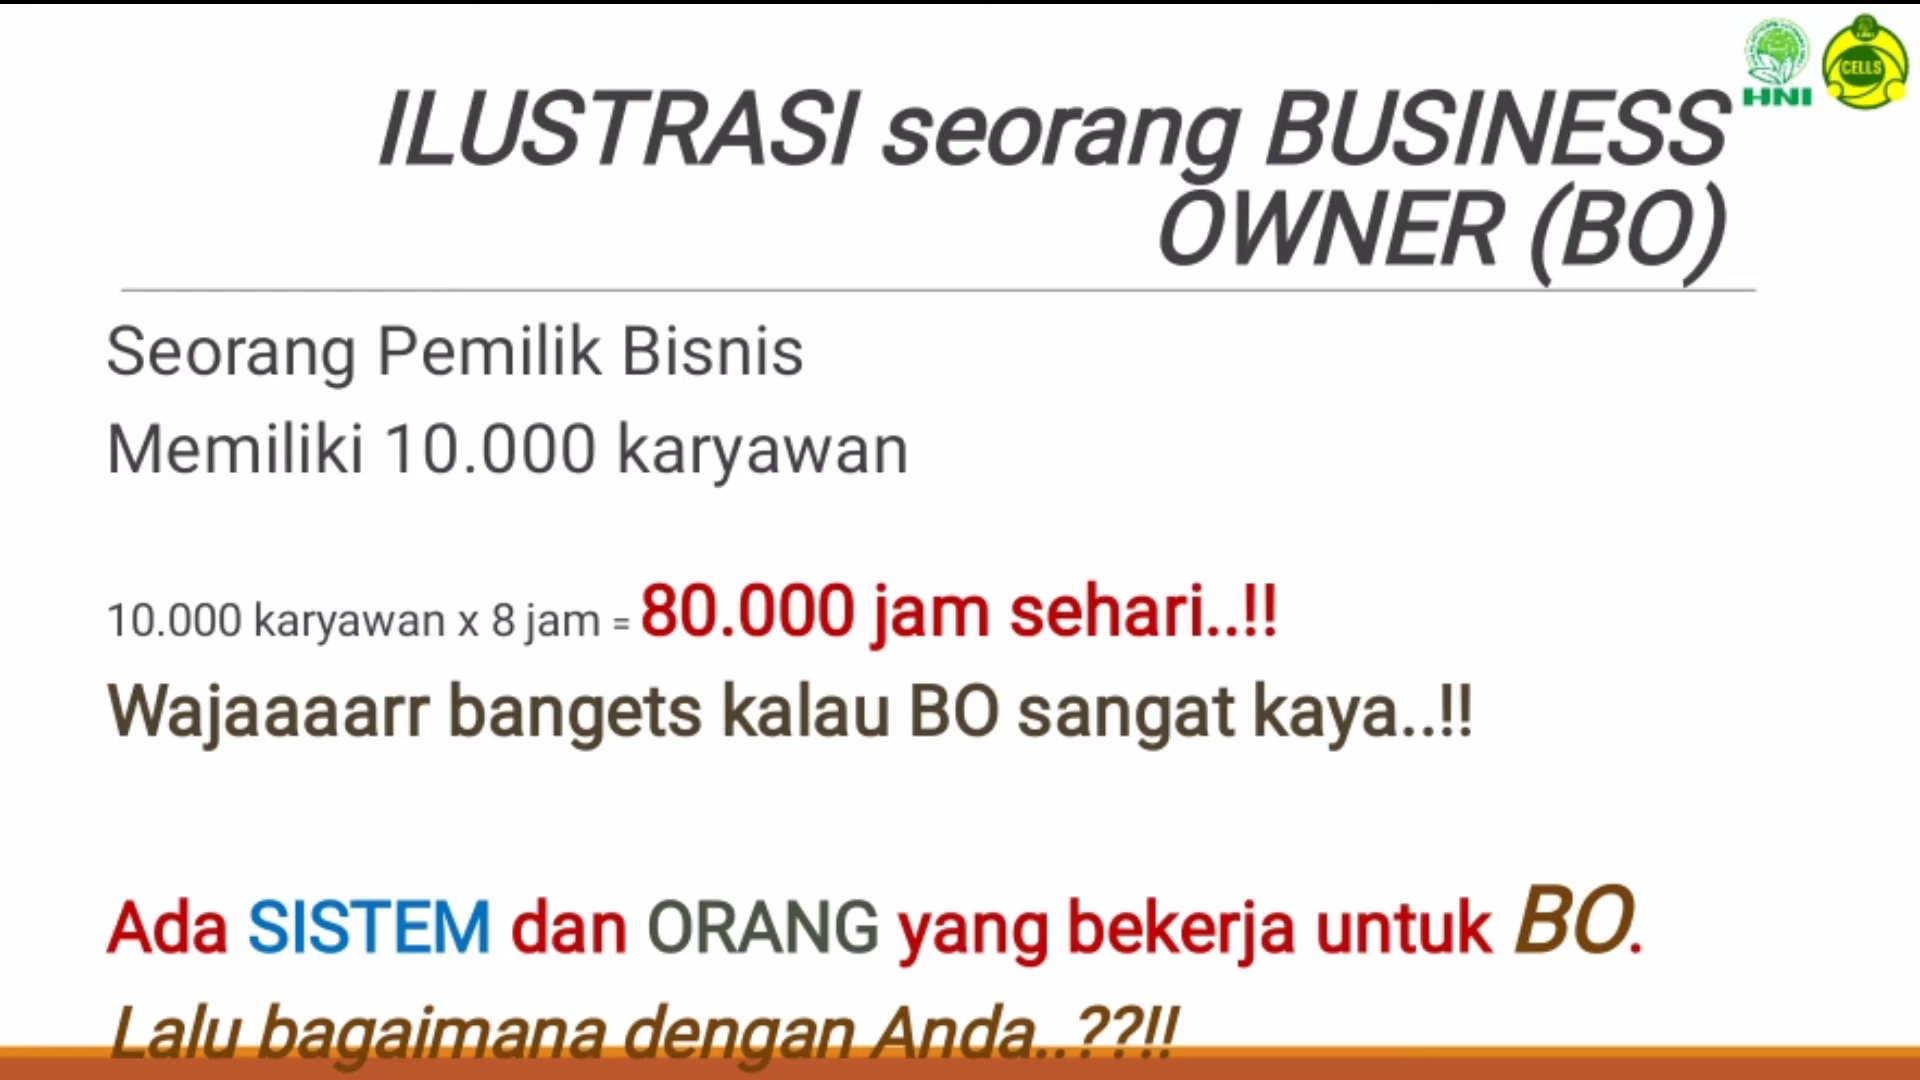 ILUSTRASI seorang BUSINESS
OWNER (BO)
HNI
CELLS
Seorang Pemilik Bisnis
Memiliki 10.000 karyawan
10.000 karyawan x 8 jam = 80.000 jam sehari..!!
Wajaaaarr bangets kalau BO sangat kaya..!!
Ada SISTEM dan ORANG yang bekerja untuk BO.
Lalu bagaimana dengan Anda..??!!